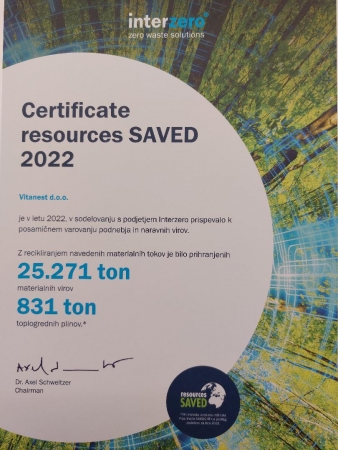 interzero
zero waste solutions
Certificate
resources SAVED
2022
Vitanest d.o.o.
je v letu 2022, v sodelovanju s podjetjem Interzero prispevalo k
posamičnem varovanju podnebja in naravnih virov.
Z recikliranjem navedenih materialnih tokov je bilo prihranjenih
25.271 ton
materialnih virov
831 ton
toplogrednih plinov.*
Dr. Axel Schweitzer
Chairman
resources
SAVED